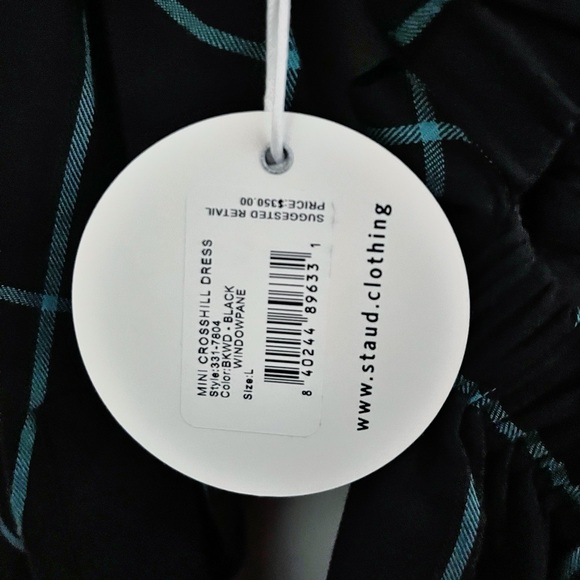 MINI CROSSHILL DRESS
Style:331-7804
Color:BKWD - BLACK
WINDOWPANE
Size:L
8 40244 89633 1
SUGGESTED RETAIL
PRICE:$350.00
www.staud.clothing